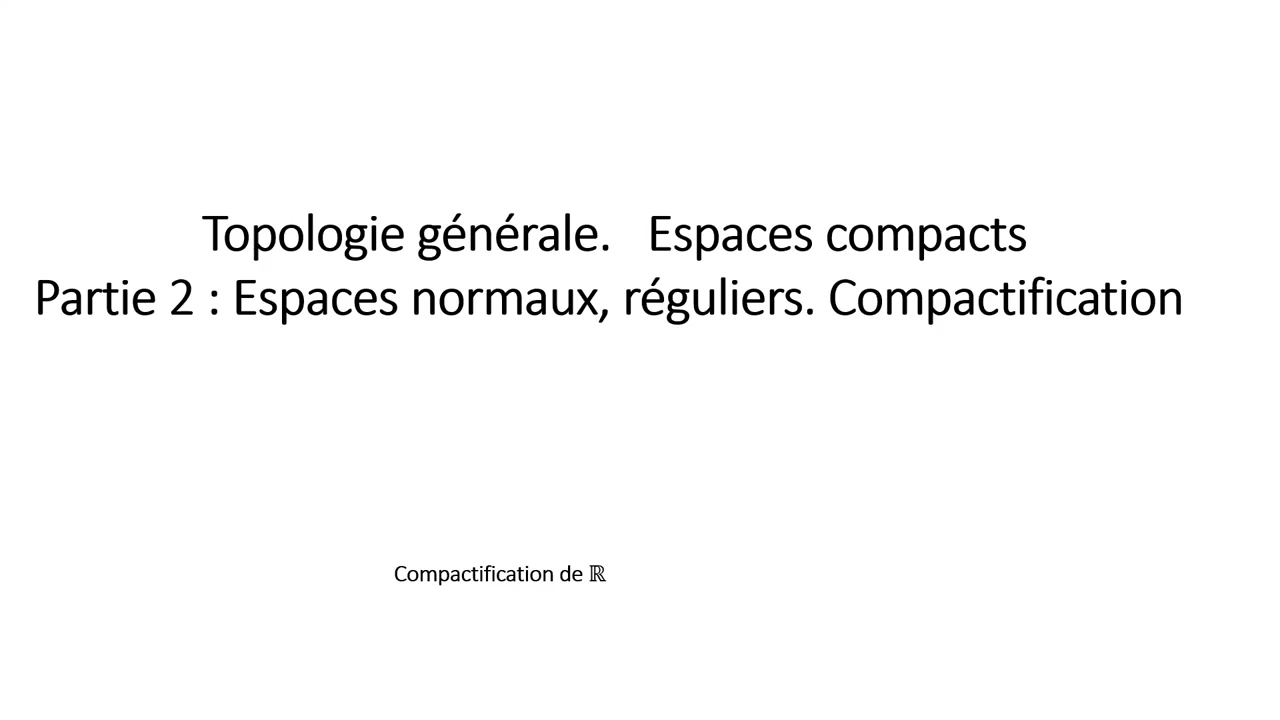 Topologie générale. Espaces compacts
Partie 2 : Espaces normaux, réguliers. Compactification
Compactification de ℝ